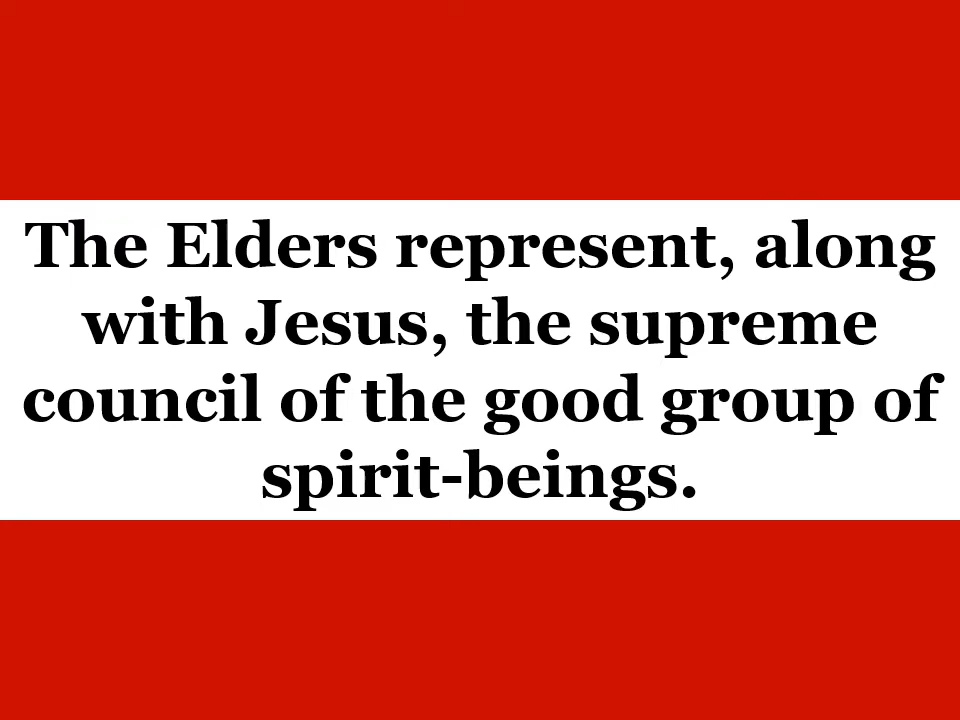 The Elders represent, along
with Jesus, the supreme
council of the good group of
spirit-beings.